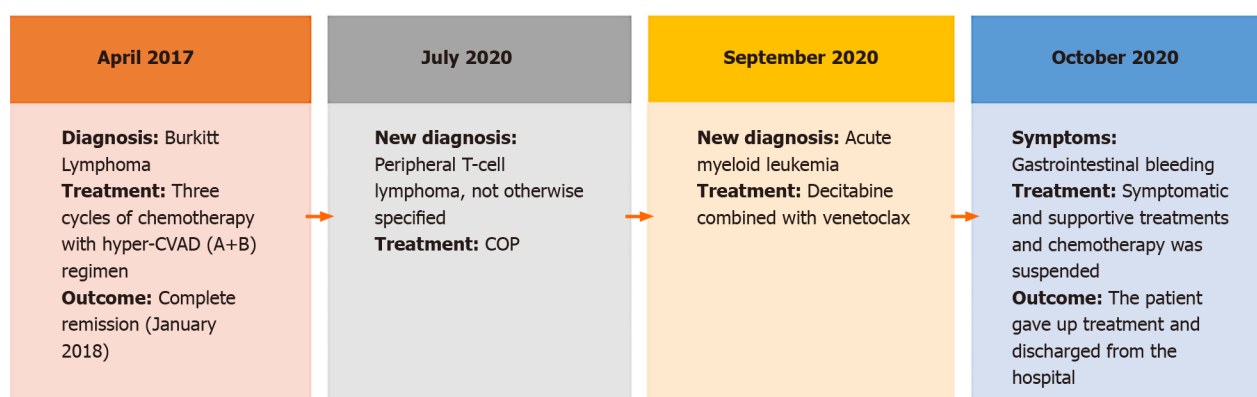 April 2017
Diagnosis: Burkitt
Lymphoma
Treatment: Three
cycles of chemotherapy
with hyper-CVAD (A+B)
regimen
Outcome: Complete
remission (January
2018)
July 2020
New diagnosis:
Peripheral T-cell
lymphoma, not otherwise
specified
Treatment: COP
September 2020
New diagnosis: Acute
myeloid leukemia
Treatment: Decitabine
combined with venetoclax
October 2020
Symptoms:
Gastrointestinal bleeding
Treatment: Symptomatic
and supportive treatments
and chemotherapy was
suspended
Outcome: The patient
gave up treatment and
discharged from the
hospital